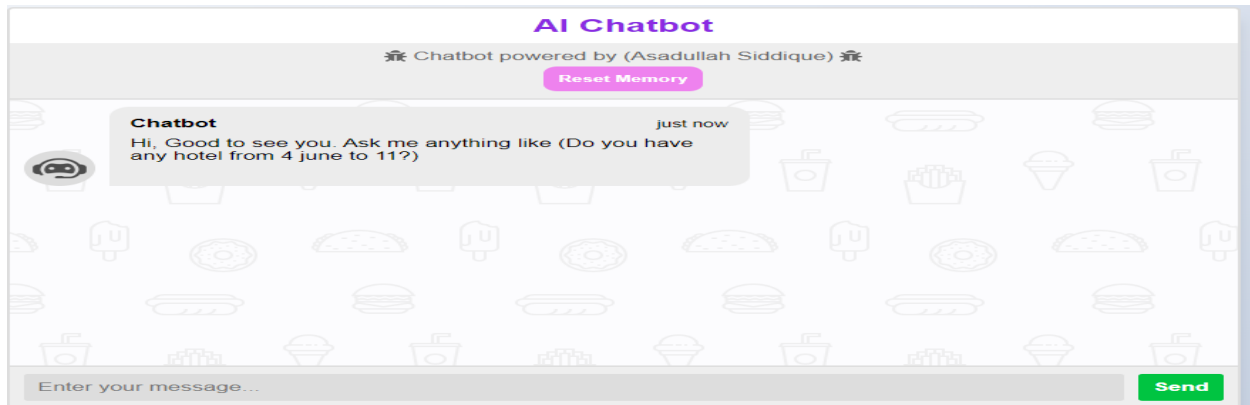 AI Chatbot
Chatbot powered by (Asadullah Siddique)
Reset Memory
Chatbot just now
Hi, Good to see you. Ask me anything like (Do you have
any hotel from 4 june to 11?)
Enter your message...
Send